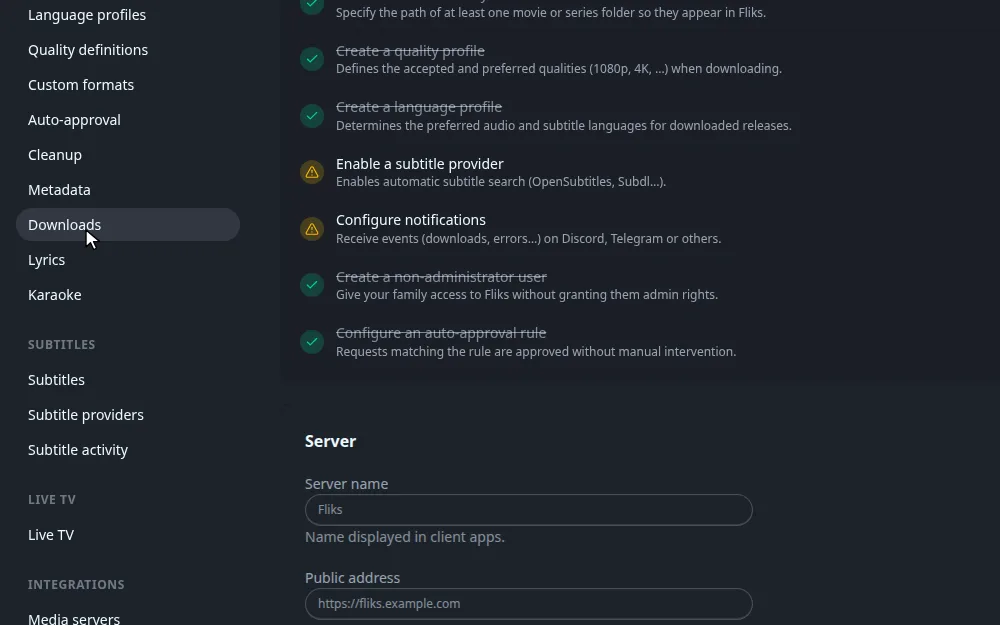 Language profiles
Quality definitions
Custom formats
Auto-approval
Cleanup
Metadata
Downloads
Lyrics
Karaoke
SUBTITLES
Subtitles
Subtitle providers
Subtitle activity
LIVE TV
Live TV
INTEGRATIONS
Media servers
Specify the path of at least one movie or series folder so they appear in Fliks.
Create a quality profile
Defines the accepted and preferred qualities (1080p, 4K, ...) when downloading.
Create a language profile
Determines the preferred audio and subtitle languages for downloaded releases.
Enable a subtitle provider
Enables automatic subtitle search (OpenSubtitles, Subdl...).
Configure notifications
Receive events (downloads, errors...) on Discord, Telegram or others.
Create a non-administrator user
Give your family access to Fliks without granting them admin rights.
Configure an auto-approval rule
Requests matching the rule are approved without manual intervention.
Server
Server name
Fliks
Name displayed in client apps.
Public address
https://fliks.example.com